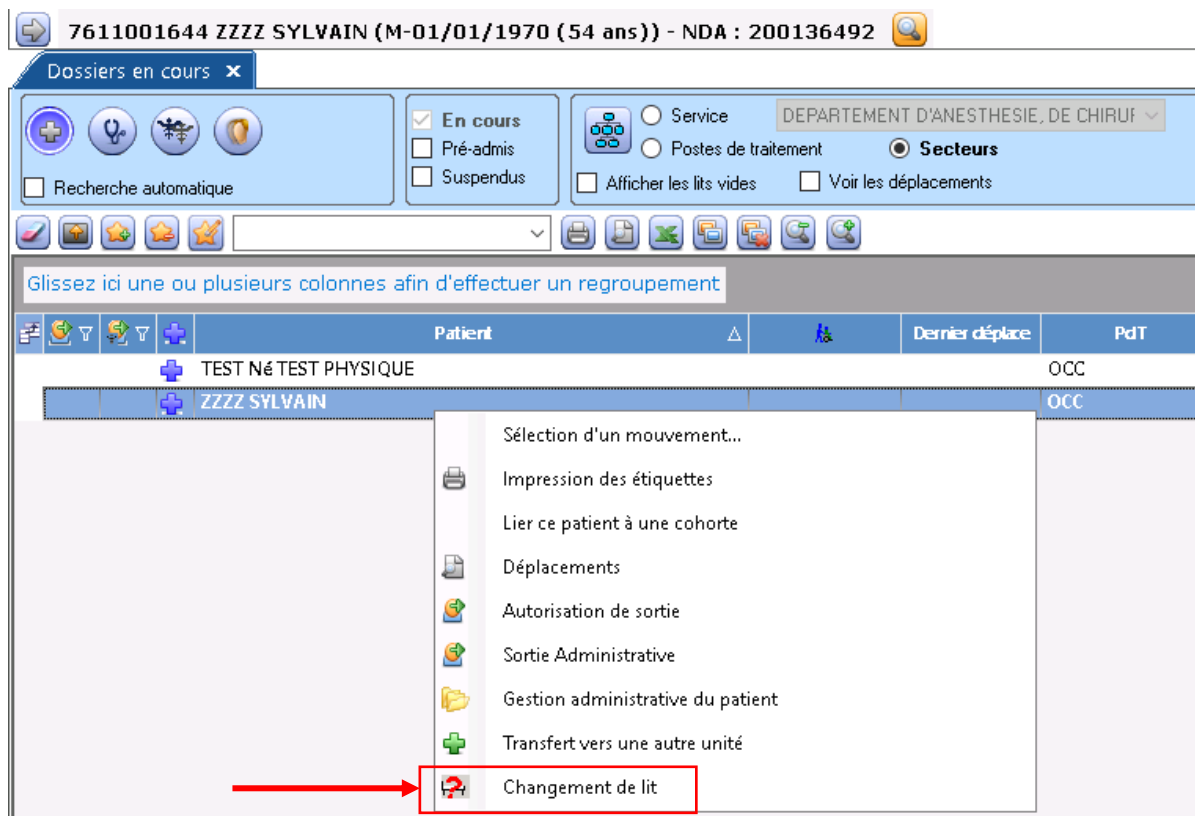 7611001644 ZZZZ SYLVAIN (M-01/01/1970 (54 ans)) - NDA : 200136492
Dossiers en cours
Recherche automatique
En cours
Pré-admis
Suspendus
Service DEPARTEMENT D'ANESTHESIE, DE CHIRUF
Postes de traitement Secteurs
Afficher les lits vides Voir les déplacements
Glissez ici une ou plusieurs colonnes afin d'effectuer un regroupement
Patient Dernier déplace PdT
TEST Né TEST PHYSIQUE OCC
ZZZZ SYLVAIN OCC
Sélection d'un mouvement...
Impression des étiquettes
Lier ce patient à une cohorte
Déplacements
Autorisation de sortie
Sortie Administrative
Gestion administrative du patient
Transfert vers une autre unité
Changement de lit